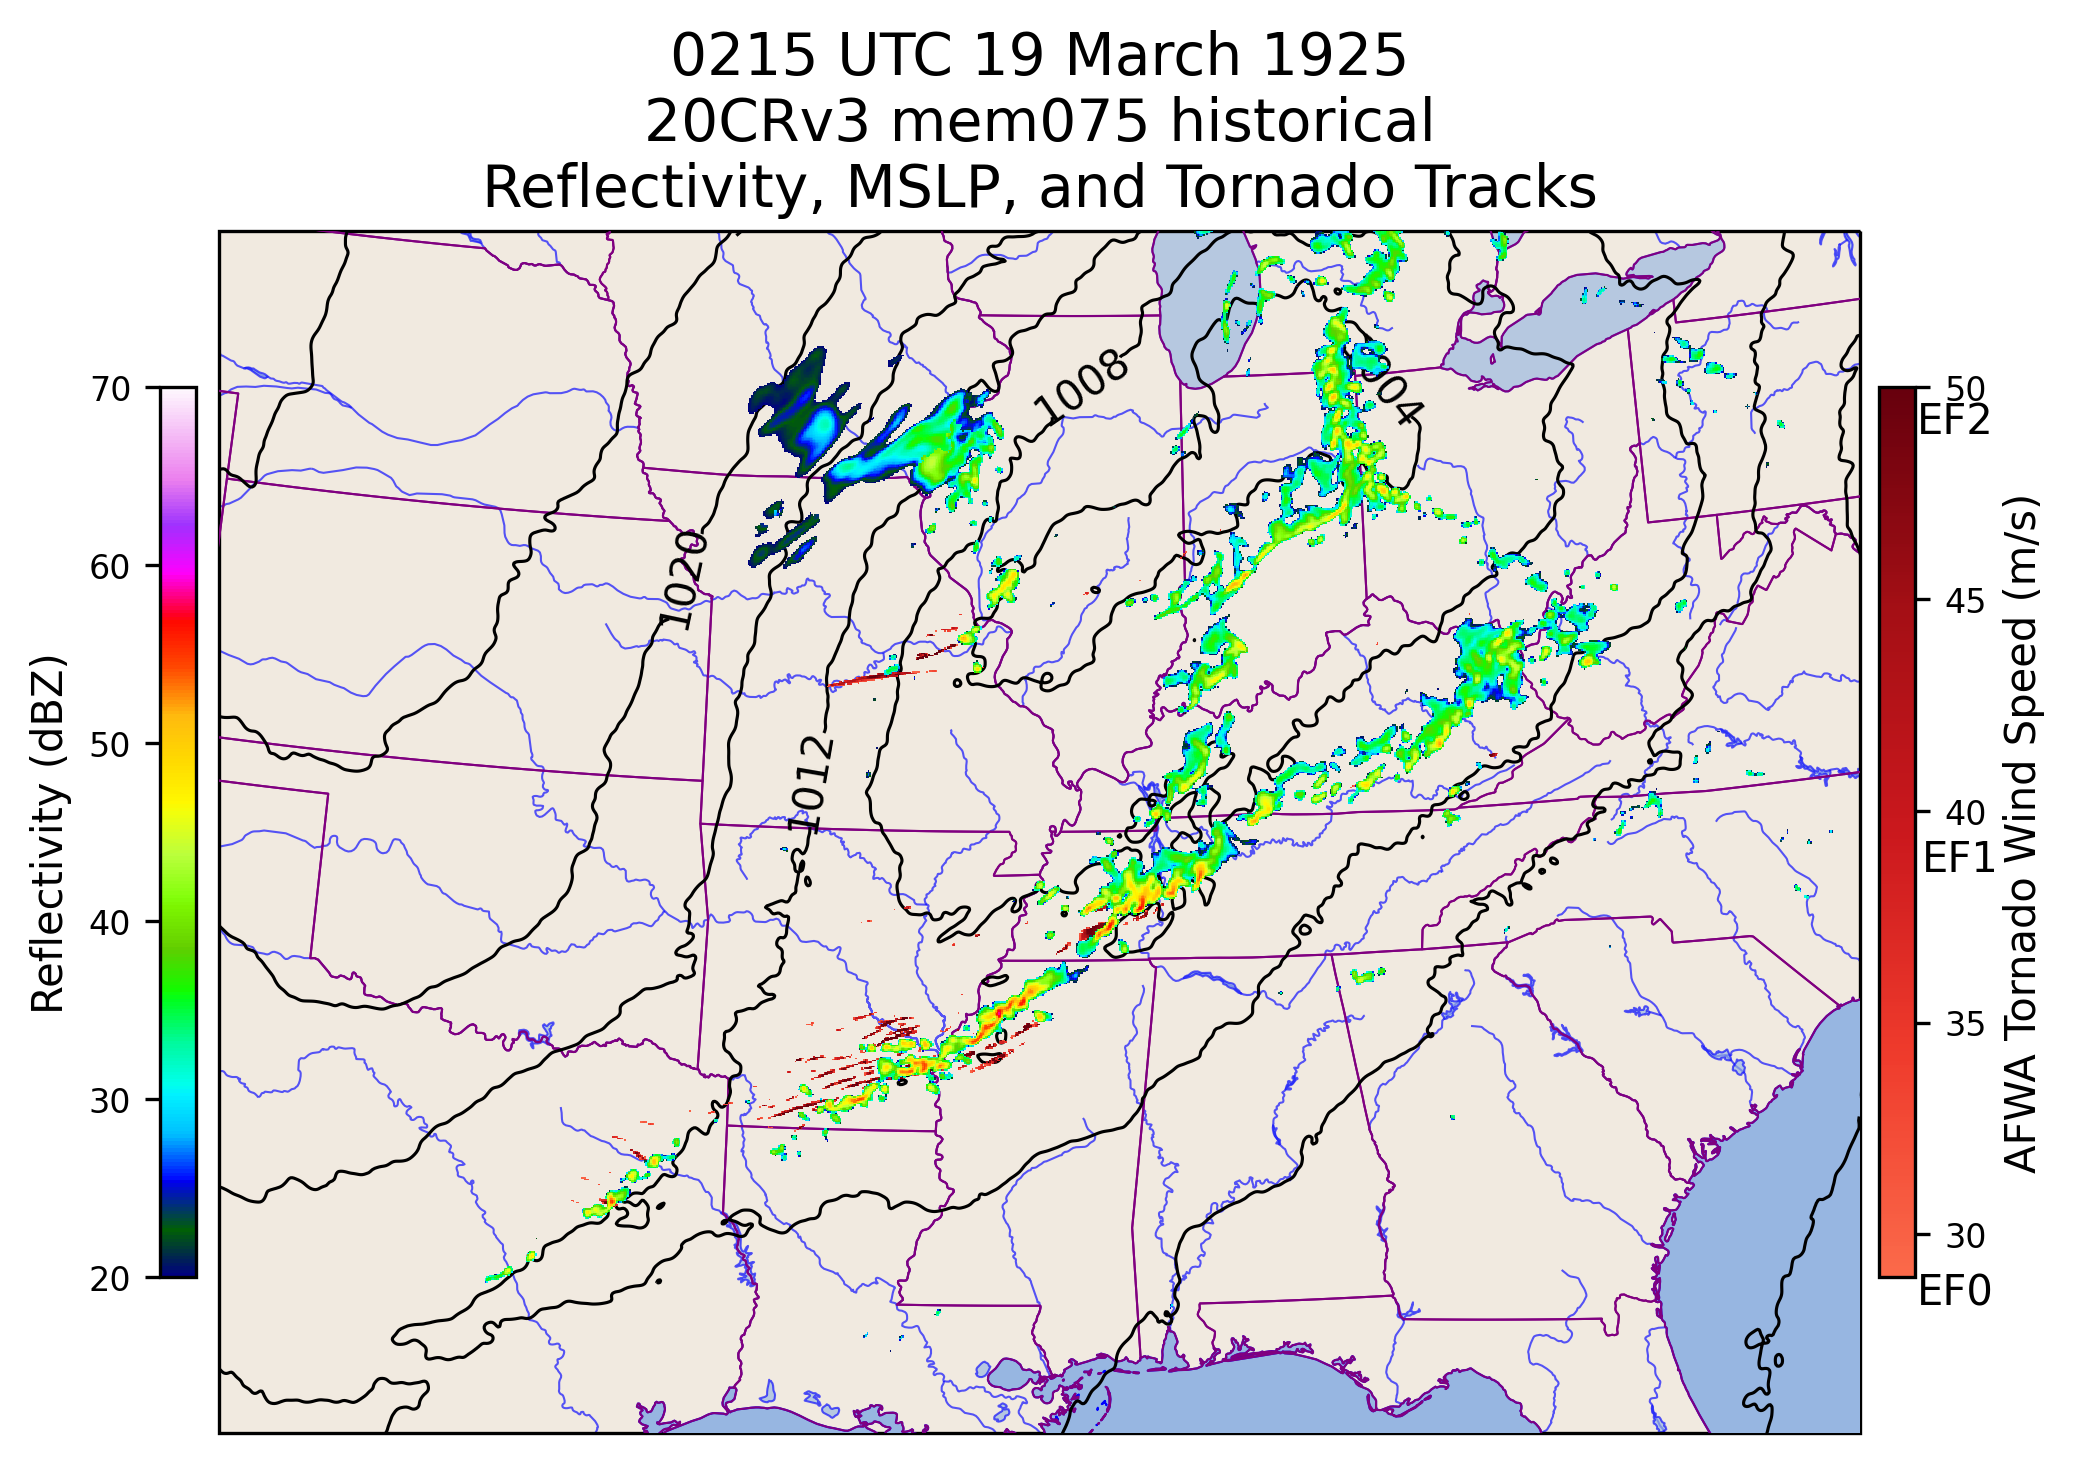 0215 UTC 19 March 1925
20CRv3 mem075 historical
Reflectivity, MSLP, and Tornado Tracks
1008
1004
1020
1012
70
60
50
40
30
20
Reflectivity (dBZ)
50
EF2
45
40
EF1
35
30
EF0
AFWA Tornado Wind Speed (m/s)